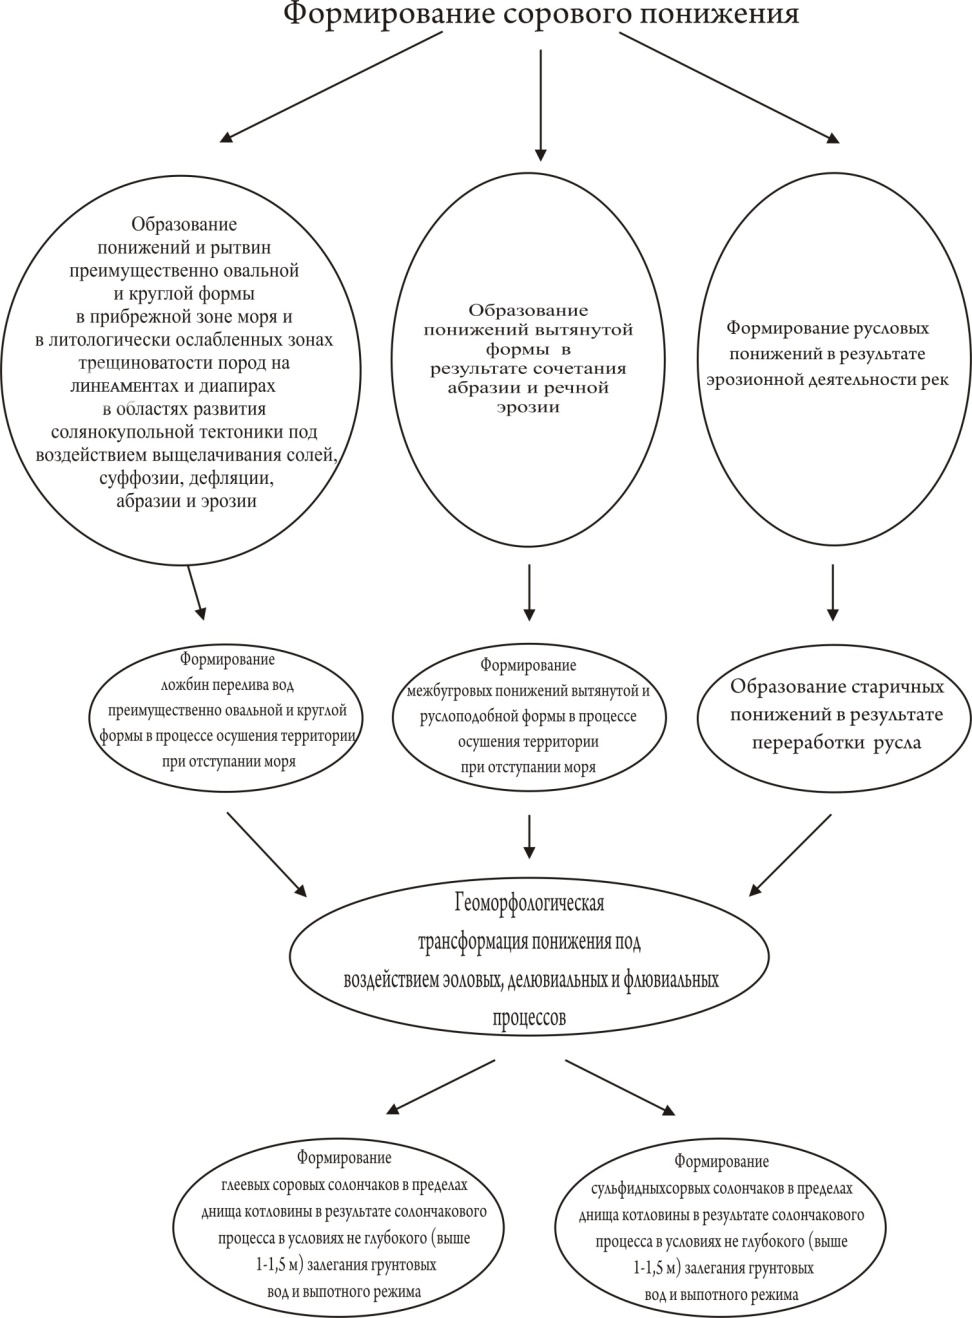 Формирование сорового понижения
Образование
понижений и рытвин
преимущественно овальной
и круглой формы
в прибрежной зоне моря и
в литологически ослабленных зонах
трещиноватости пород на
линеаментах и диапирах
в областях развития
солянокупольной тектоники под
воздействием выщелачивания солей,
суффозии, дефляции,
абразии и эрозии
Образование
понижений вытянутой
формы в
результате сочетания
абразии и речной
эрозии
Формирование русловых
понижений в результате
эрозионной деятельности рек
Формирование
ложбин перелива вод
преимущественно овальной и круглой
формы в процессе осушения территории
при отступании моря
Формирование
межбугровых понижений вытянутой и
руслоподобной формы в процессе
осушения территории
при отступании моря
Образование старичных
понижений в результате
переработки русла
Геоморфологическая
трансформация понижения под
воздействием эоловых, делювиальных и флювиальных
процессов
Формирование
глеевых соровых солончаков в пределах
днища котловины в результате солончакового
процесса в условиях не глубокого (выше
1-1,5 м) залегания грунтовых
вод и выпотного режима
Формирование
сульфидныхсорвых солончаков в пределах
днища котловины в результате солончакового
процесса в условиях не глубокого (выше
1-1,5 м) залегания грунтовых
вод и выпотного режима